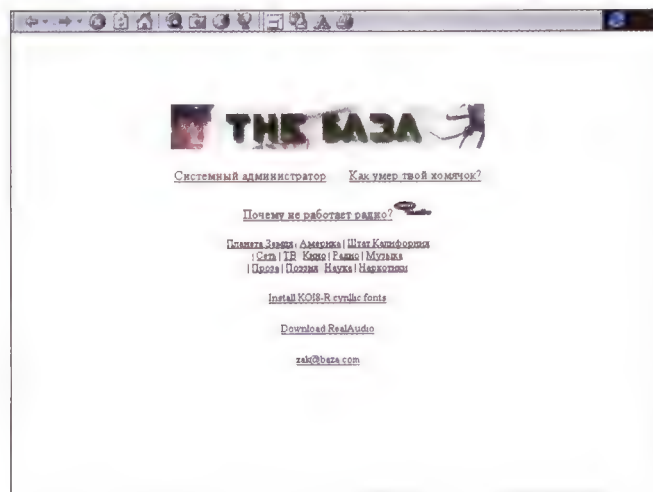 THE БАЗА
Системный администратор Как умер твой хомячок?
Почему не работает радио?
Планета Земля | Америка | Штат Калифорния
| Сеть | ТВ Кино | Радио | Музыка
| Проза | Поэзия Наука | Наркотики
Install KOI8-R cyrillic fonts
Download RealAudio
zak@baza.com